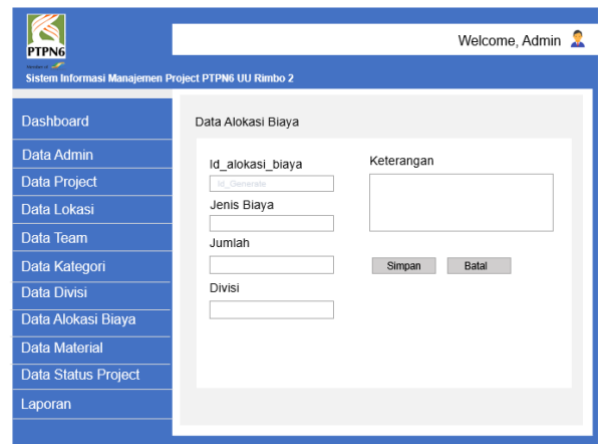 PTPN6
Welcome, Admin
Sistem Informasi Manajemen Project PTPN6 UU Rimbo 2
Dashboard
Data Admin
Data Project
Data Lokasi
Data Team
Data Kategori
Data Divisi
Data Alokasi Biaya
Data Material
Data Status Project
Laporan
Data Alokasi Biaya
Id_alokasi_biaya
Id_Generate
Jenis Biaya
Jumlah
Divisi
Keterangan
Simpan
Batal